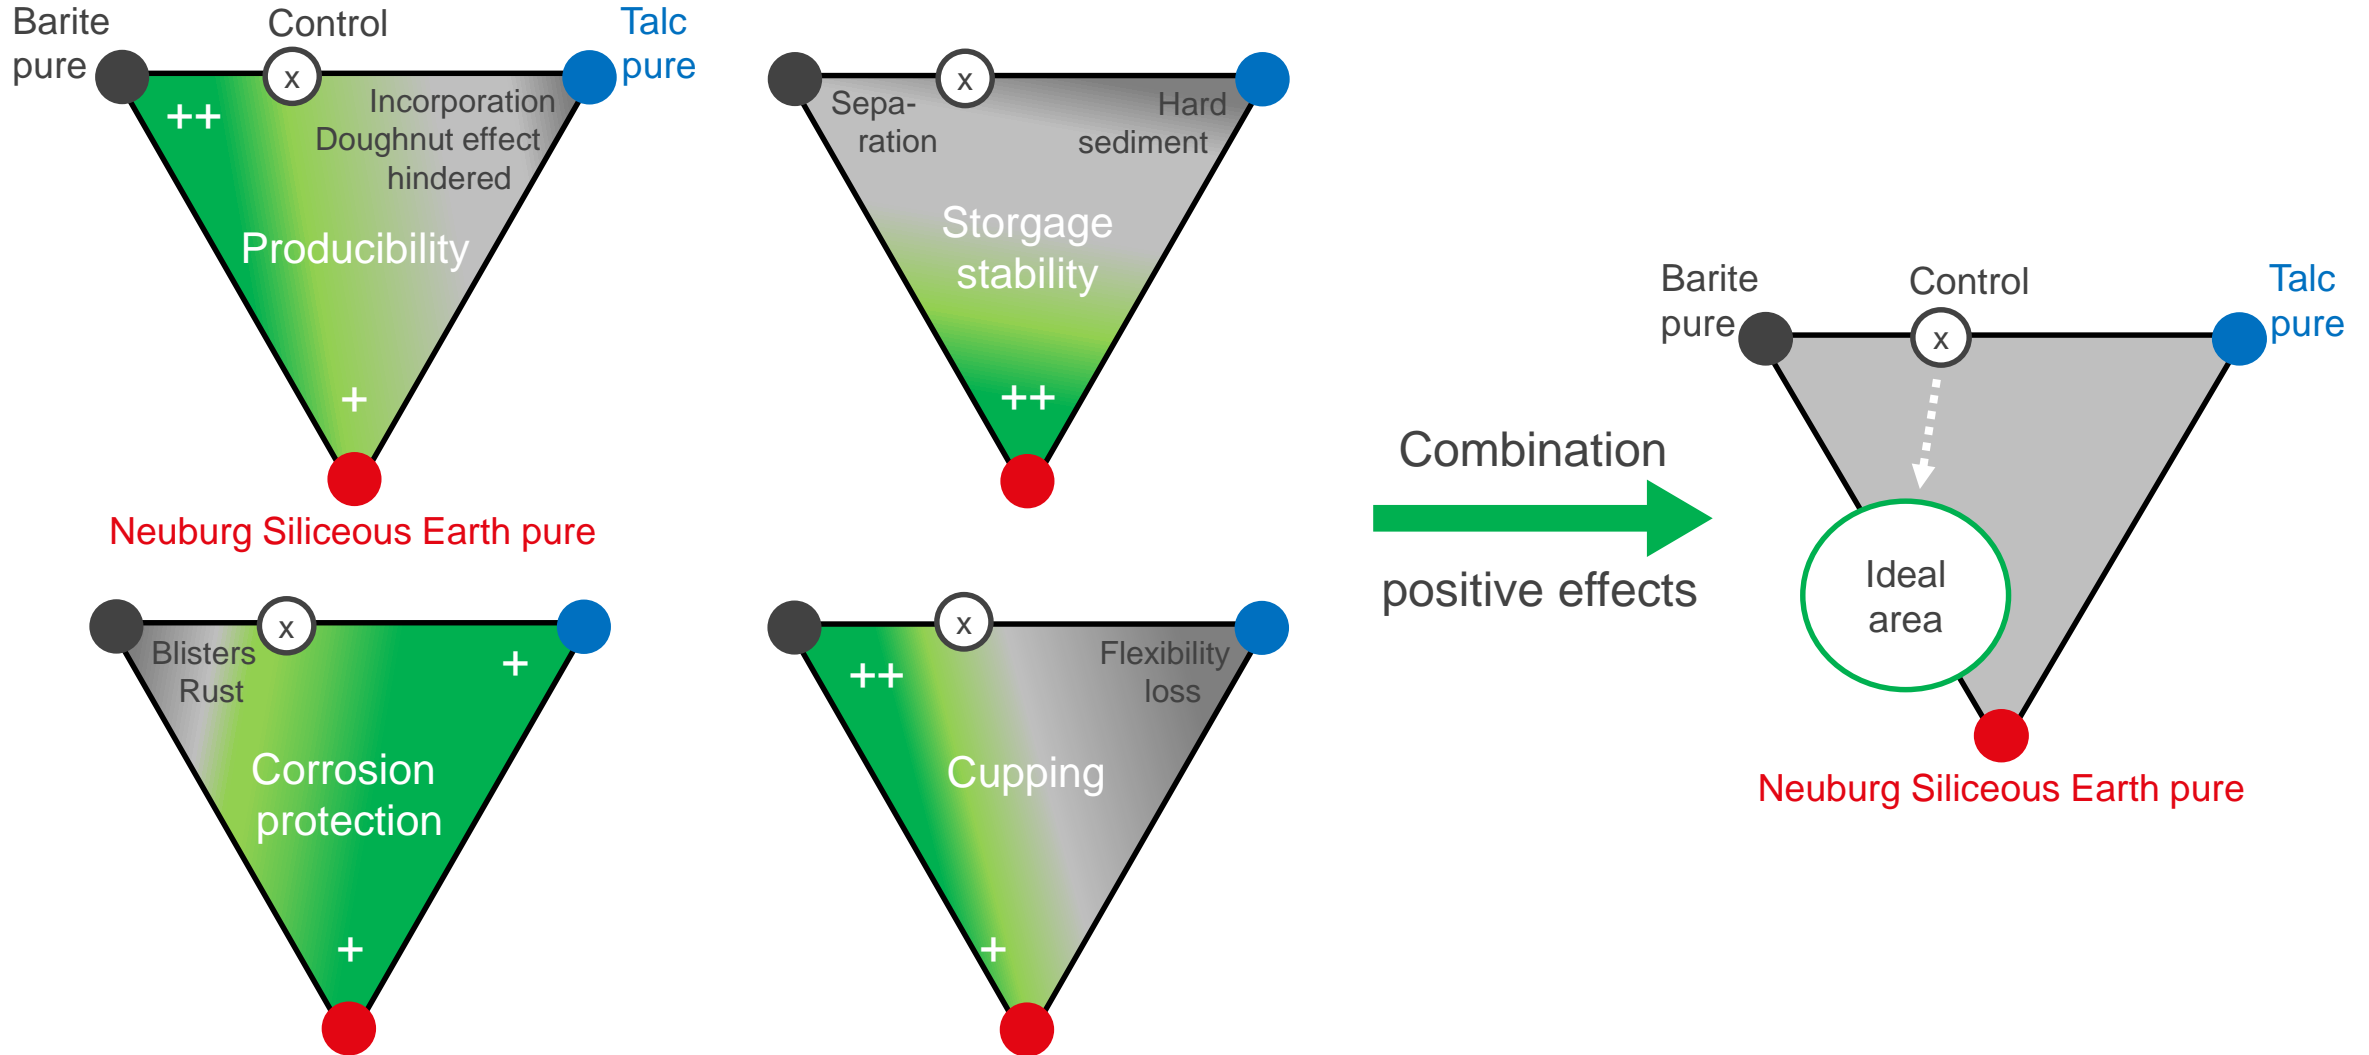 Barite
pure
Control
x
Talc
pure
++
Incorporation
Doughnut effect
hindered
Producibility
+
Neuburg Siliceous Earth pure
x
Sepa-
ration
Hard
sediment
Storgage
stability
++
x
Blisters
Rust
+
Corrosion
protection
+
x
++
Flexibility
loss
Cupping
+
Combination
positive effects
Barite
pure
Control
x
Talc
pure
Ideal
area
Neuburg Siliceous Earth pure